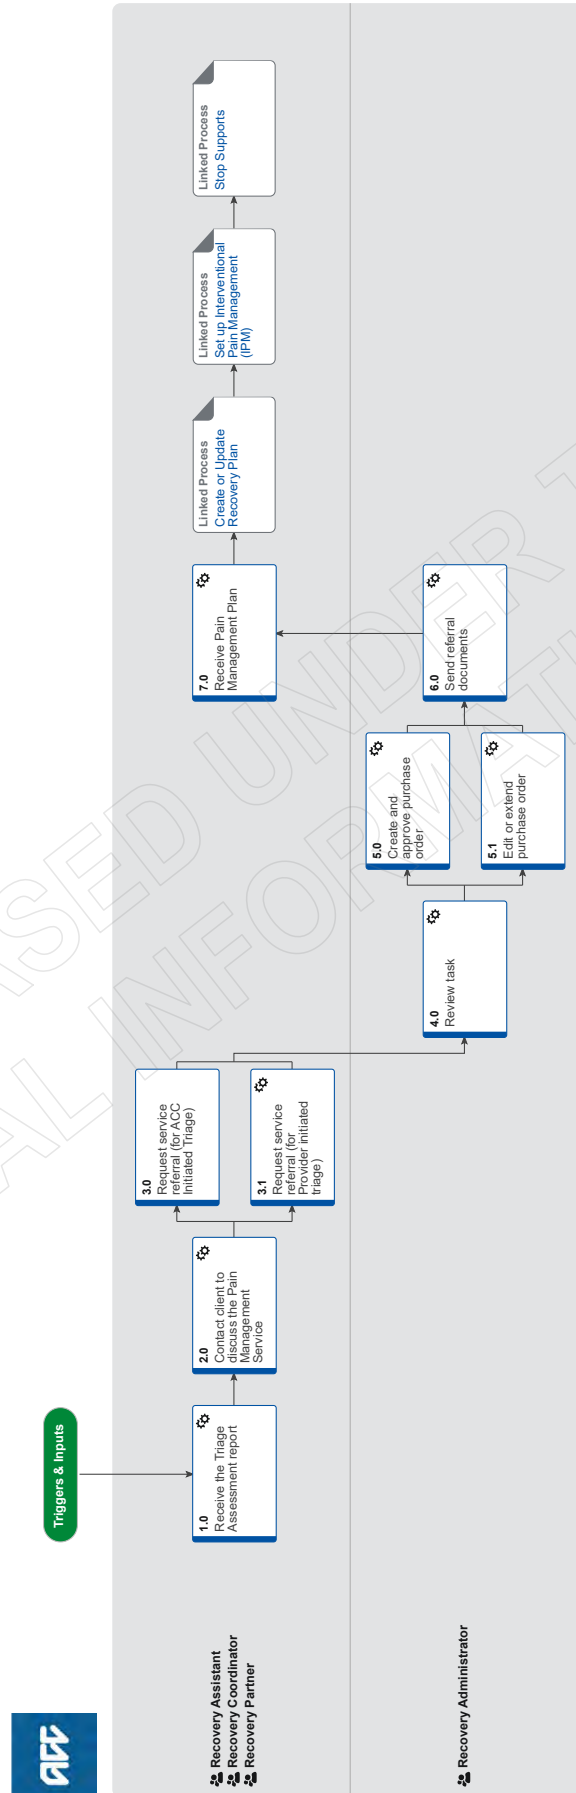 ACC
Triggers & Inputs
Recovery Assistant
Recovery Coordinator
Recovery Partner
1.0
Receive the Triage
Assessment report
2.0
Contact client to
discuss the Pain
Management
Service
3.0
Request service
referral (for ACC
Initiated Triage)
3.1
Request service
referral (for
Provider initiated
triage)
7.0
Receive Pain
Management Plan
Linked Process
Create or Update
Recovery Plan
Linked Process
Set up Interventional
Pain Management
(IPM)
Linked Process
Stop Supports
Recovery Administrator
4.0
Review task
5.0
Create and
approve purchase
order
5.1
Edit or extend
purchase order
6.0
Send referral
documents
UNDER